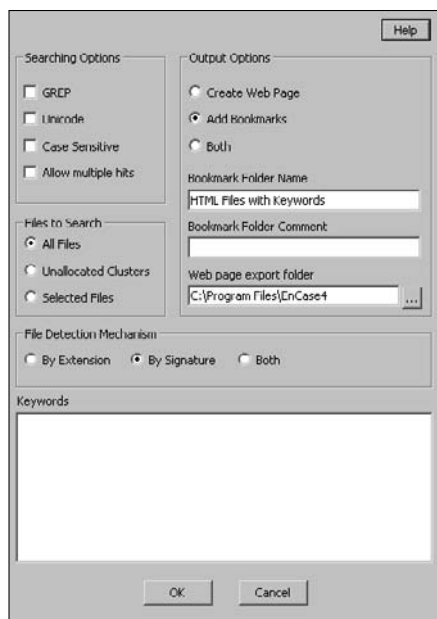 Help
Searching Options
GREP
Unicode
Case Sensitive
Allow multiple hits
Files to Search
All Files
Unallocated Clusters
Selected Files
Output Options
Create Web Page
Add Bookmarks
Both
Bookmark Folder Name
HTML Files with Keywords
Bookmark Folder Comment
Web page export folder
C:\Program Files\EnCase4
...
File Detection Mechanism
By Extension
By Signature
Both
Keywords
OK
Cancel